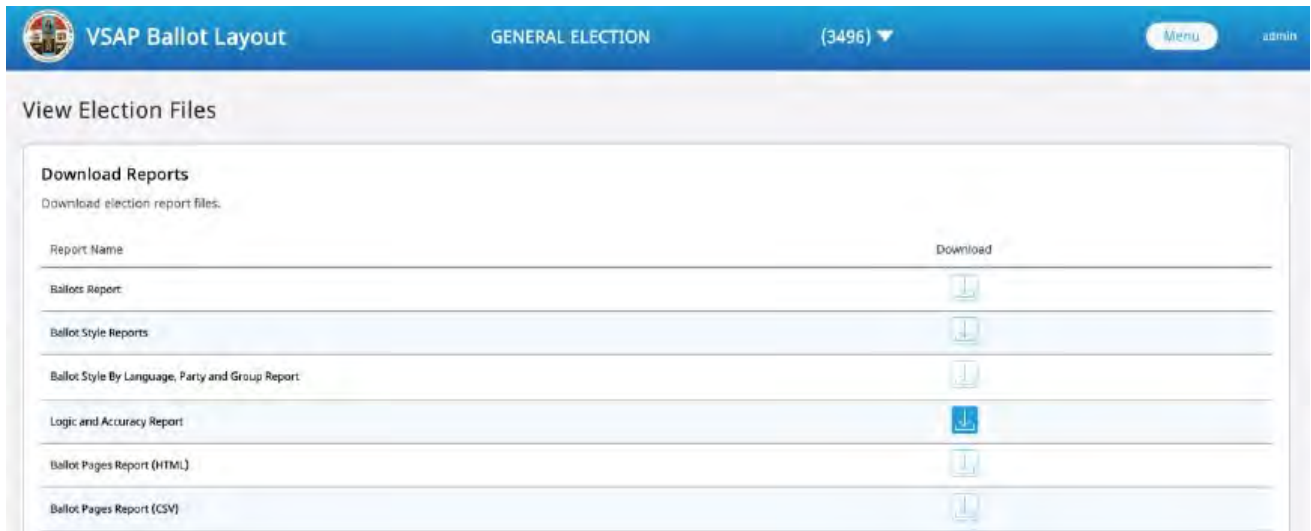 VSAP Ballot Layout GENERAL ELECTION (3496) Menu admin
View Election Files
Download Reports
Download election report files.
Report Name Download
Ballots Report
Ballot Style Reports
Ballot Style By Language, Party and Group Report
Logic and Accuracy Report
Ballot Pages Report (HTML)
Ballot Pages Report (CSV)